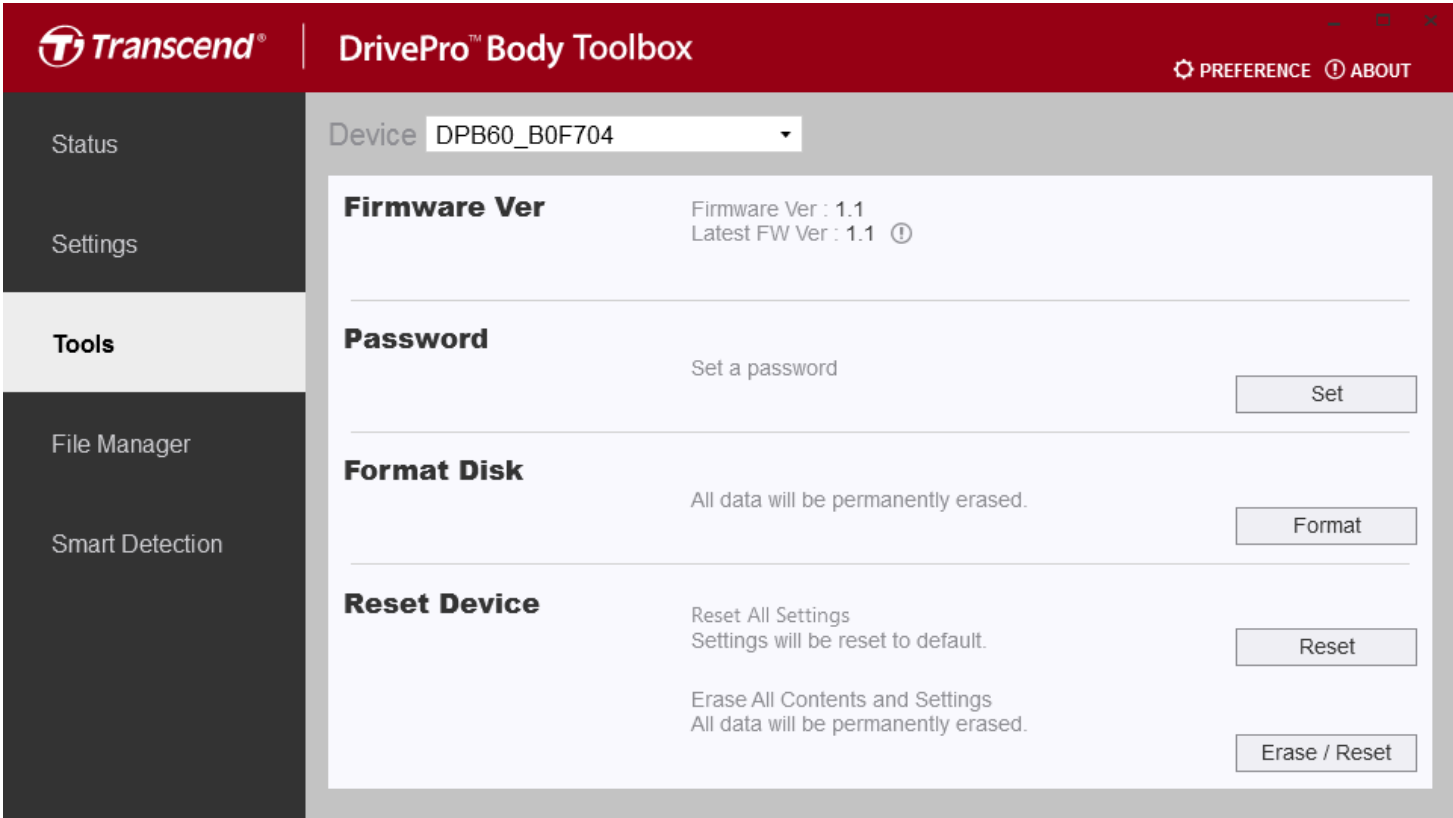 Transcend®
DrivePro™ Body Toolbox
PREFERENCE
ABOUT
Status
Settings
Tools
File Manager
Smart Detection
Device DPB60_B0F704
Firmware Ver
Firmware Ver : 1.1
Latest FW Ver : 1.1
Password
Set a password
Set
Format Disk
All data will be permanently erased.
Format
Reset Device
Reset All Settings
Settings will be reset to default.
Reset
Erase All Contents and Settings
All data will be permanently erased.
Erase / Reset